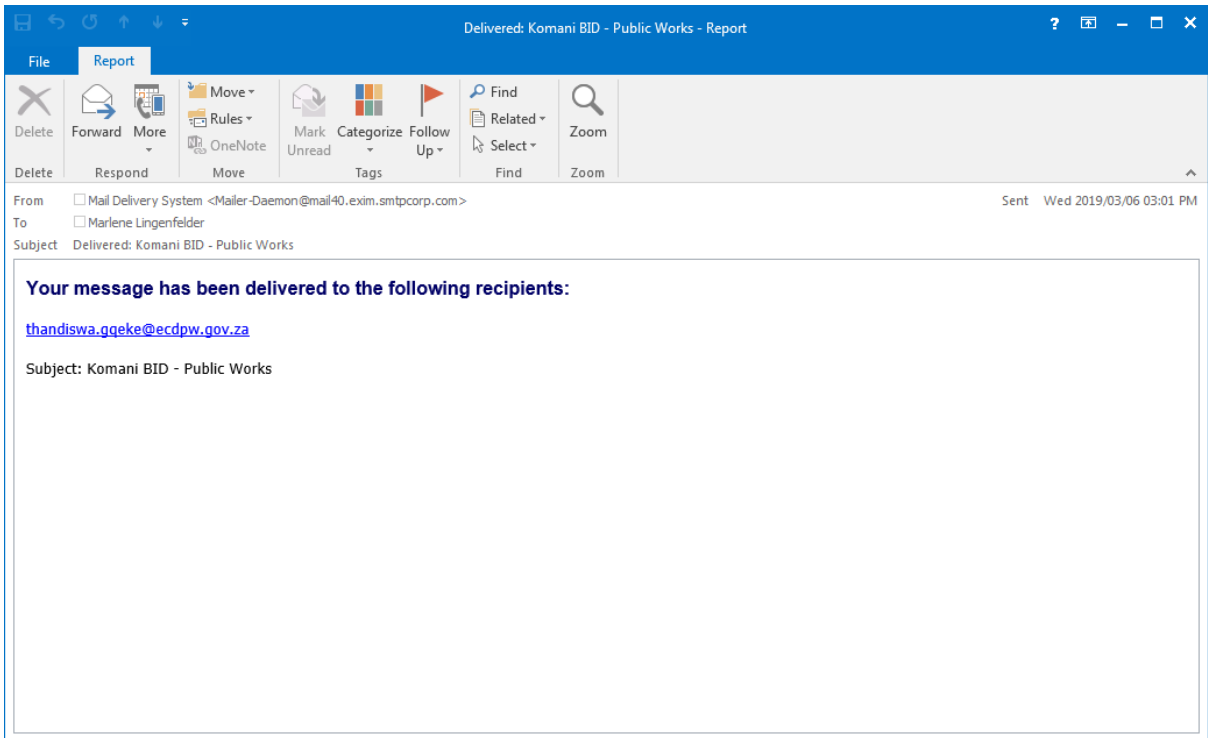 Delivered: Komani BID - Public Works - Report
?
File Report
Delete
Forward
More
Move
Rules
OneNote
Mark Unread
Categorize
Follow Up
Find
Related
Select
Zoom
Delete Respond Move Tags Find Zoom
From Mail Delivery System <Mailer-Daemon@mail40.exim.smtpcorp.com> Sent Wed 2019/03/06 03:01 PM
To Marlene Lingenfelder
Subject Delivered: Komani BID - Public Works
Your message has been delivered to the following recipients:
thandiswa.gqeke@ecdpw.gov.za
Subject: Komani BID - Public Works